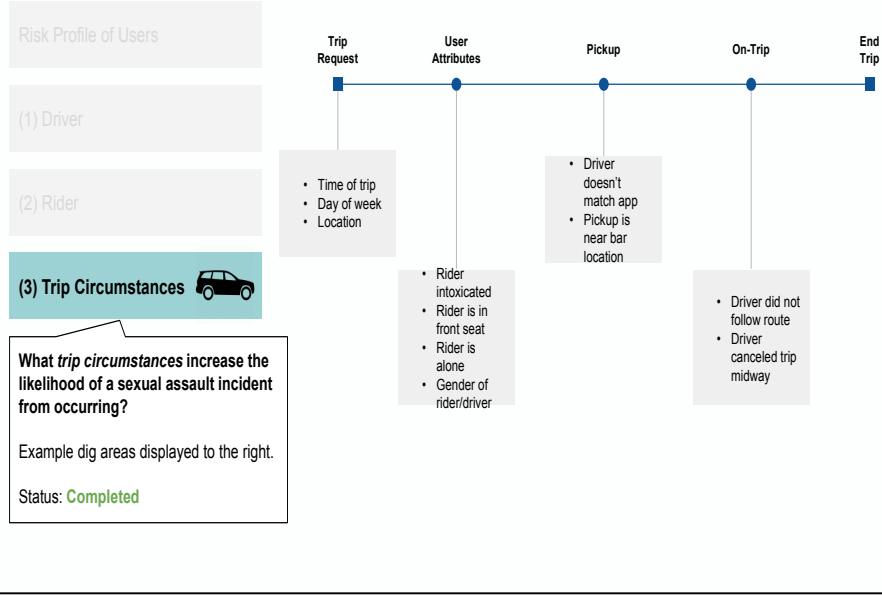 Risk Profile of Users
(1) Driver
(2) Rider
(3) Trip Circumstances
What trip circumstances increase the
likelihood of a sexual assault incident
from occurring?
Example dig areas displayed to the right.
Status: Completed
Trip
Request
User
Attributes
Pickup
On-Trip
End
Trip
• Time of trip
• Day of week
• Location
• Rider
intoxicated
• Rider is in
front seat
• Rider is
alone
• Gender of
rider/driver
• Driver
doesn't
match app
• Pickup is
near bar
location
• Driver did not
follow route
• Driver
canceled trip
midway